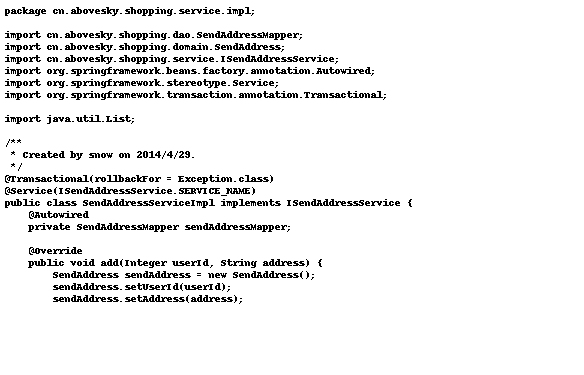 package cn.abovesky.shopping.service.impl;

import cn.abovesky.shopping.dao.SendAddressMapper;
import cn.abovesky.shopping.domain.SendAddress;
import cn.abovesky.shopping.service.ISendAddressService;
import org.springframework.beans.factory.annotation.Autowired;
import org.springframework.stereotype.Service;
import org.springframework.transaction.annotation.Transactional;

import java.util.List;

/**
 * Created by snow on 2014/4/29.
 */
@Transactional(rollbackFor = Exception.class)
@Service(ISendAddressService.SERVICE_NAME)
public class SendAddressServiceImpl implements ISendAddressService {
    @Autowired
    private SendAddressMapper sendAddressMapper;

    @Override
    public void add(Integer userId, String address) {
        SendAddress sendAddress = new SendAddress();
        sendAddress.setUserId(userId);
        sendAddress.setAddress(address);